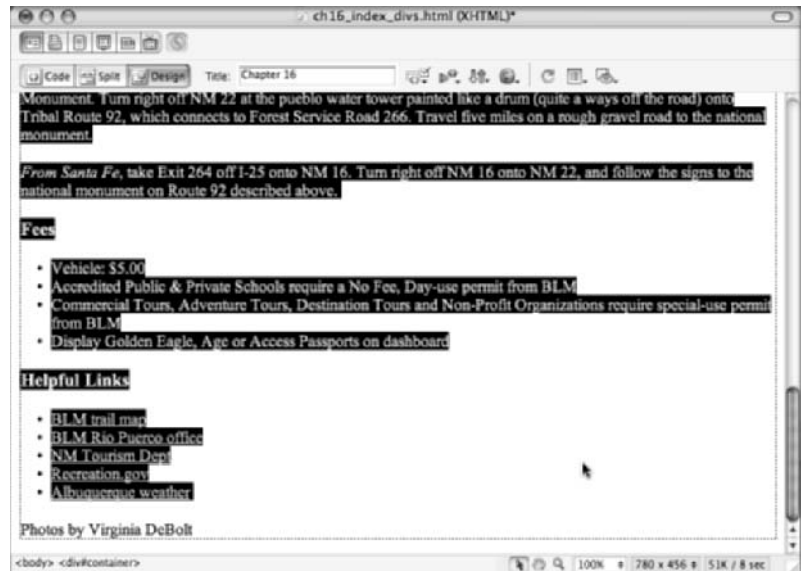 ch16_index_divs.html (XHTML)*
Code Split Design Title: Chapter 16
Monument. Turn right off NM 22 at the pueblo water tower painted like a drum (quite a ways off the road) onto
Tribal Route 92, which connects to Forest Service Road 266. Travel five miles on a rough gravel road to the national
monument.
From Santa Fe, take Exit 264 off I-25 onto NM 16. Turn right off NM 16 onto NM 22, and follow the signs to the
national monument on Route 92 described above.
Fees
• Vehicle: $5.00
• Accredited Public & Private Schools require a No Fee, Day-use permit from BLM
• Commercial Tours, Adventure Tours, Destination Tours and Non-Profit Organizations require special-use permit
from BLM
• Display Golden Eagle, Age or Access Passports on dashboard
Helpful Links
• BLM trail map
• BLM Rio Puerco office
• NM Tourism Dept
• Recreation.gov
• Albuquerque weather
Photos by Virginia DeBolt
<body> <div#container> 100% 780 x 456 51K / 8 sec